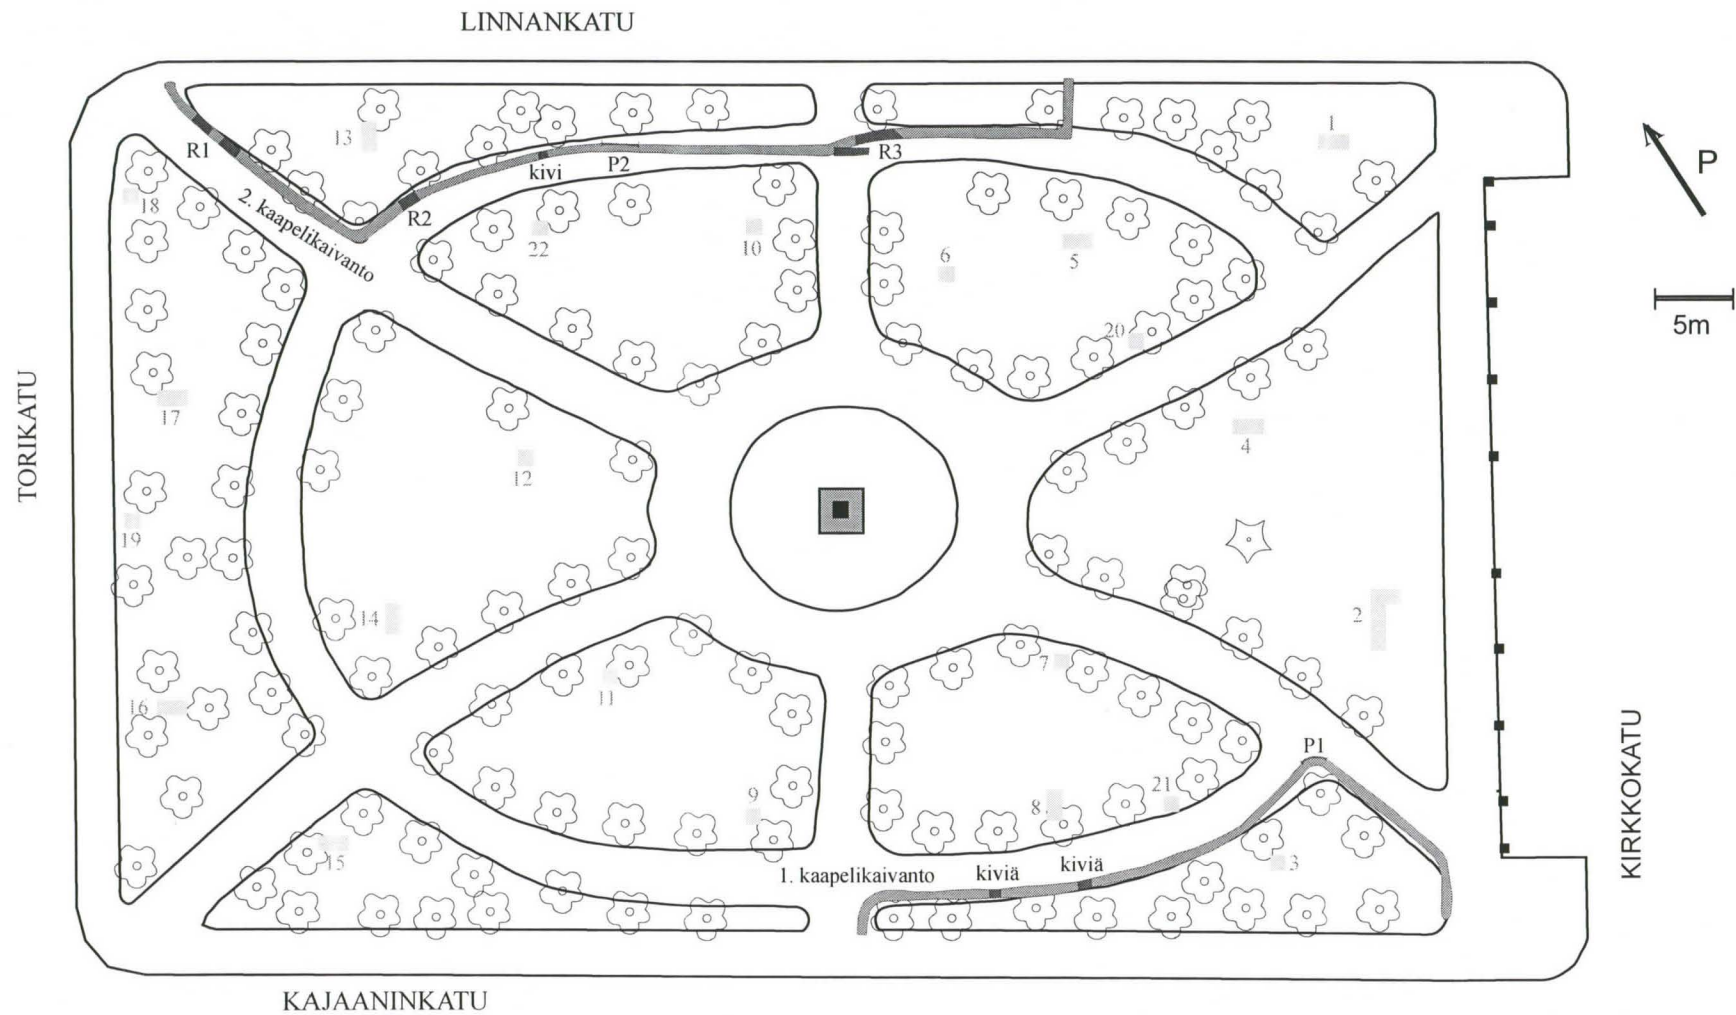 LINNANKATU
1
13
R1
R3
P
kivi
P2
18
R2
2. kaapelikaivanto
22
10
6
5
5m
20
TORIKATU
17
4
12
19
14
2
7
11
P1
KIRKKOKATU
16
9
8
21
15
1. kaapelikaivanto
kiviä
kiviä
3
KAJAANINKATU